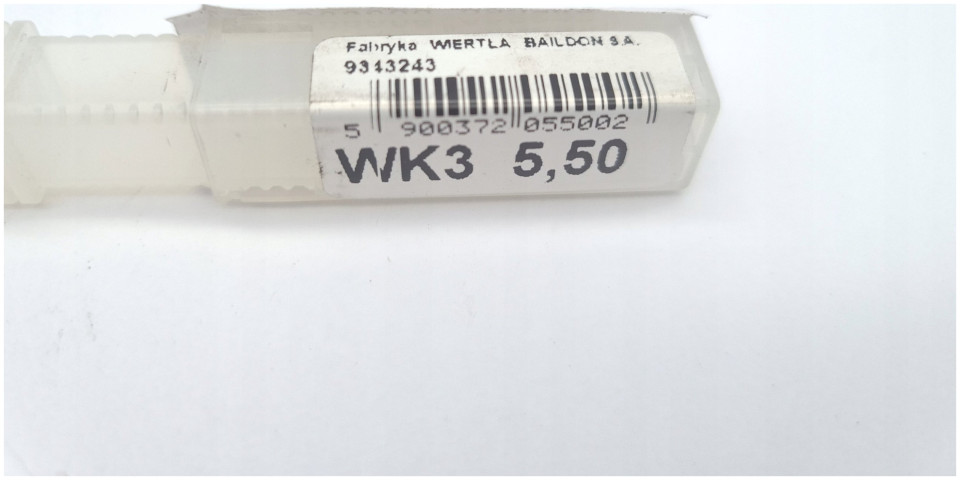 Fabryka WIERTŁA BAILDON S.A.
9343243
5 900372 055002
WK3 5,50